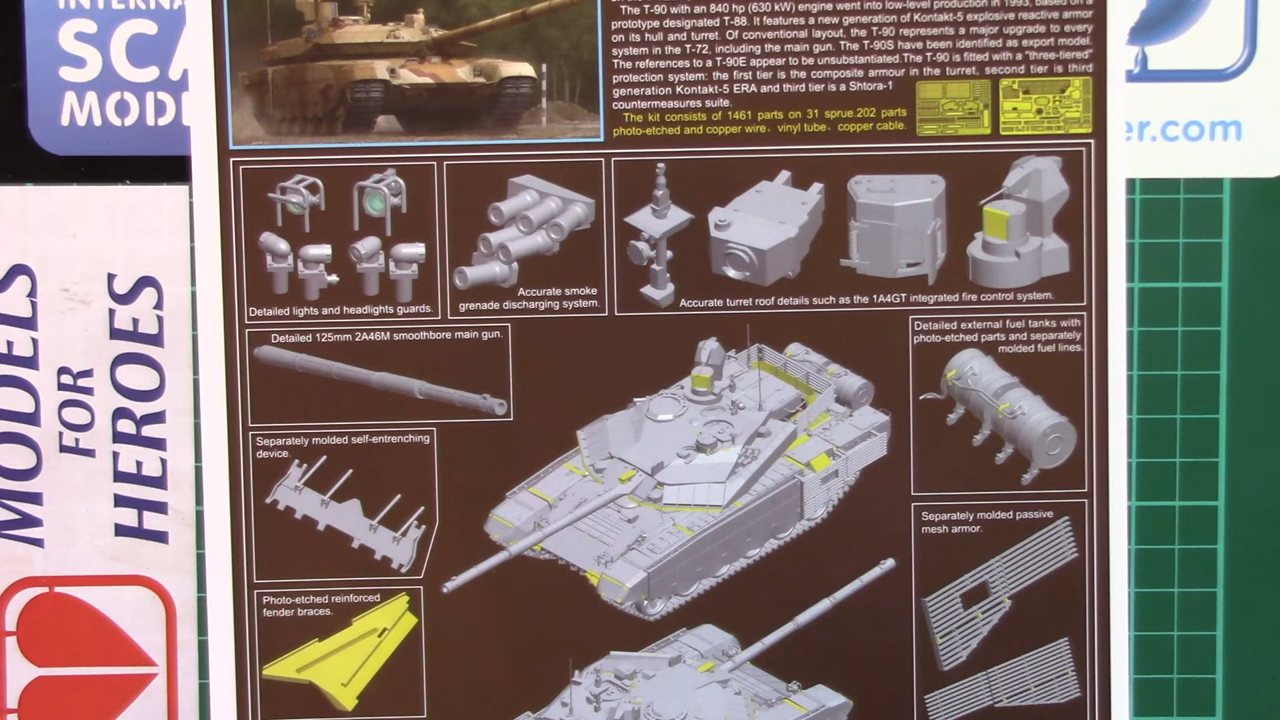 INTERNA
SCA
MODE
The T-90 with an 840 hp (630 kW) engine went into low-level production in 1993, based on a
prototype designated T-88. It features a new generation of Kontakt-5 explosive reactive armor
on its hull and turret. Of conventional layout, the T-90 represents a major upgrade to every
system in the T-72, including the main gun. The T-90S have been identified as export model.
The references to a T-90E appear to be unsubstantiated.The T-90 is fitted with a "three-tiered"
protection system: the first tier is the composite armour in the turret, second tier is third
generation Kontakt-5 ERA and third tier is a Shtora-1
countermeasures suite.
The kit consists of 1461 parts on 31 sprue.202 parts
photo-etched and copper wire、vinyl tube、copper cable.
er.com
Detailed lights and headlights guards.
Accurate smoke
grenade discharging system.
Accurate turret roof details such as the 1A4GT integrated fire control system.
Detailed 125mm 2A46M smoothbore main gun.
Detailed external fuel tanks with
photo-etched parts and separately
molded fuel lines.
Separately molded self-entrenching
device.
Separately molded passive
mesh armor.
Photo-etched reinforced
fender braces.
MODELS
FOR
HEROES